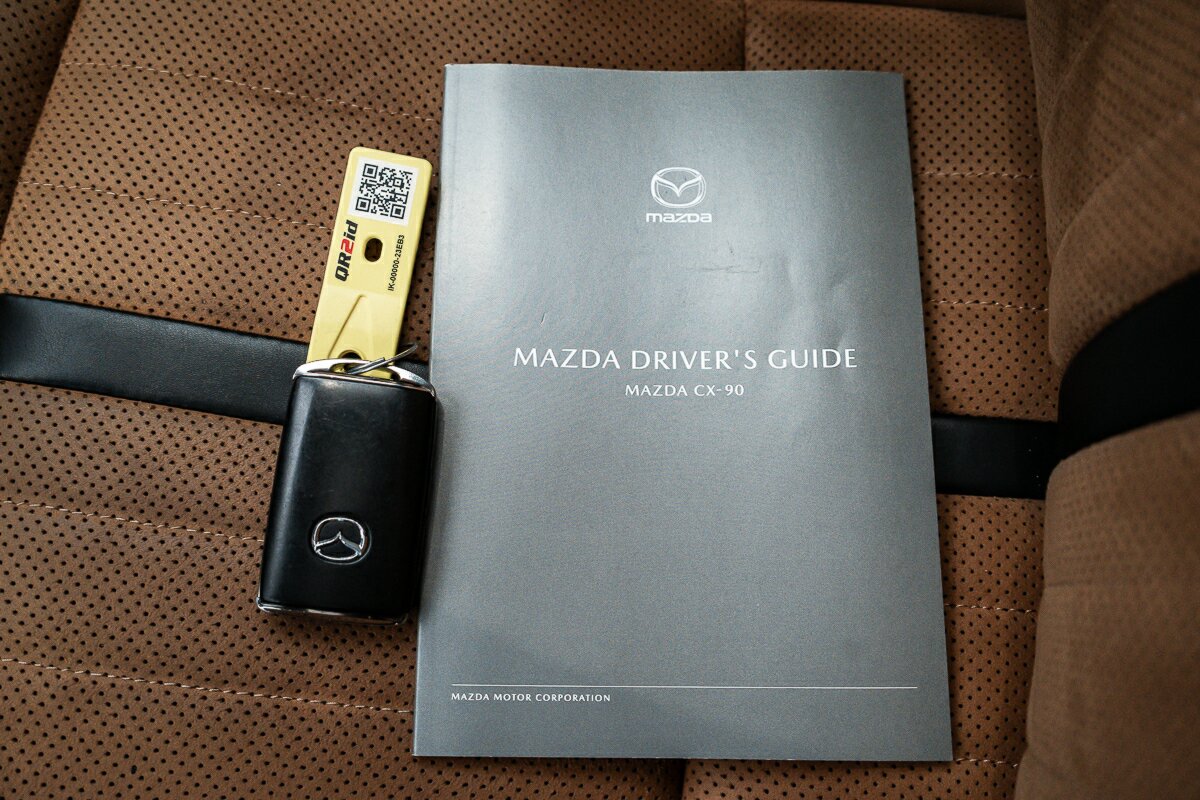 QR2id
IK-00000-23EB3
mazda
MAZDA DRIVER'S GUIDE
MAZDA CX-90
MAZDA MOTOR CORPORATION